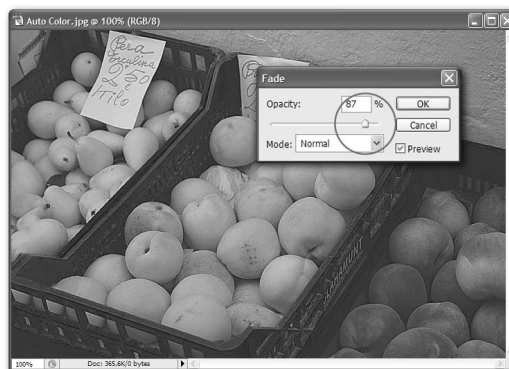 Auto Color.jpg @ 100% (RGB/8)
Pera
2,50
Kilo
Fade
Opacity:
87
%
OK
Cancel
Mode:
Normal
Preview
100%
Doc: 365,6K/0 bytes